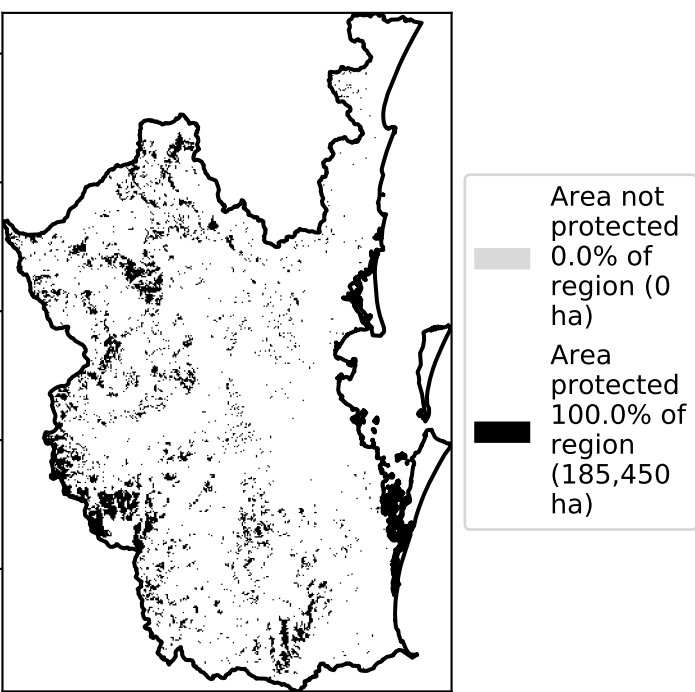 Area not
protected
0.0% of
region (0
ha)
Area
protected
100.0% of
region
(185,450
ha)